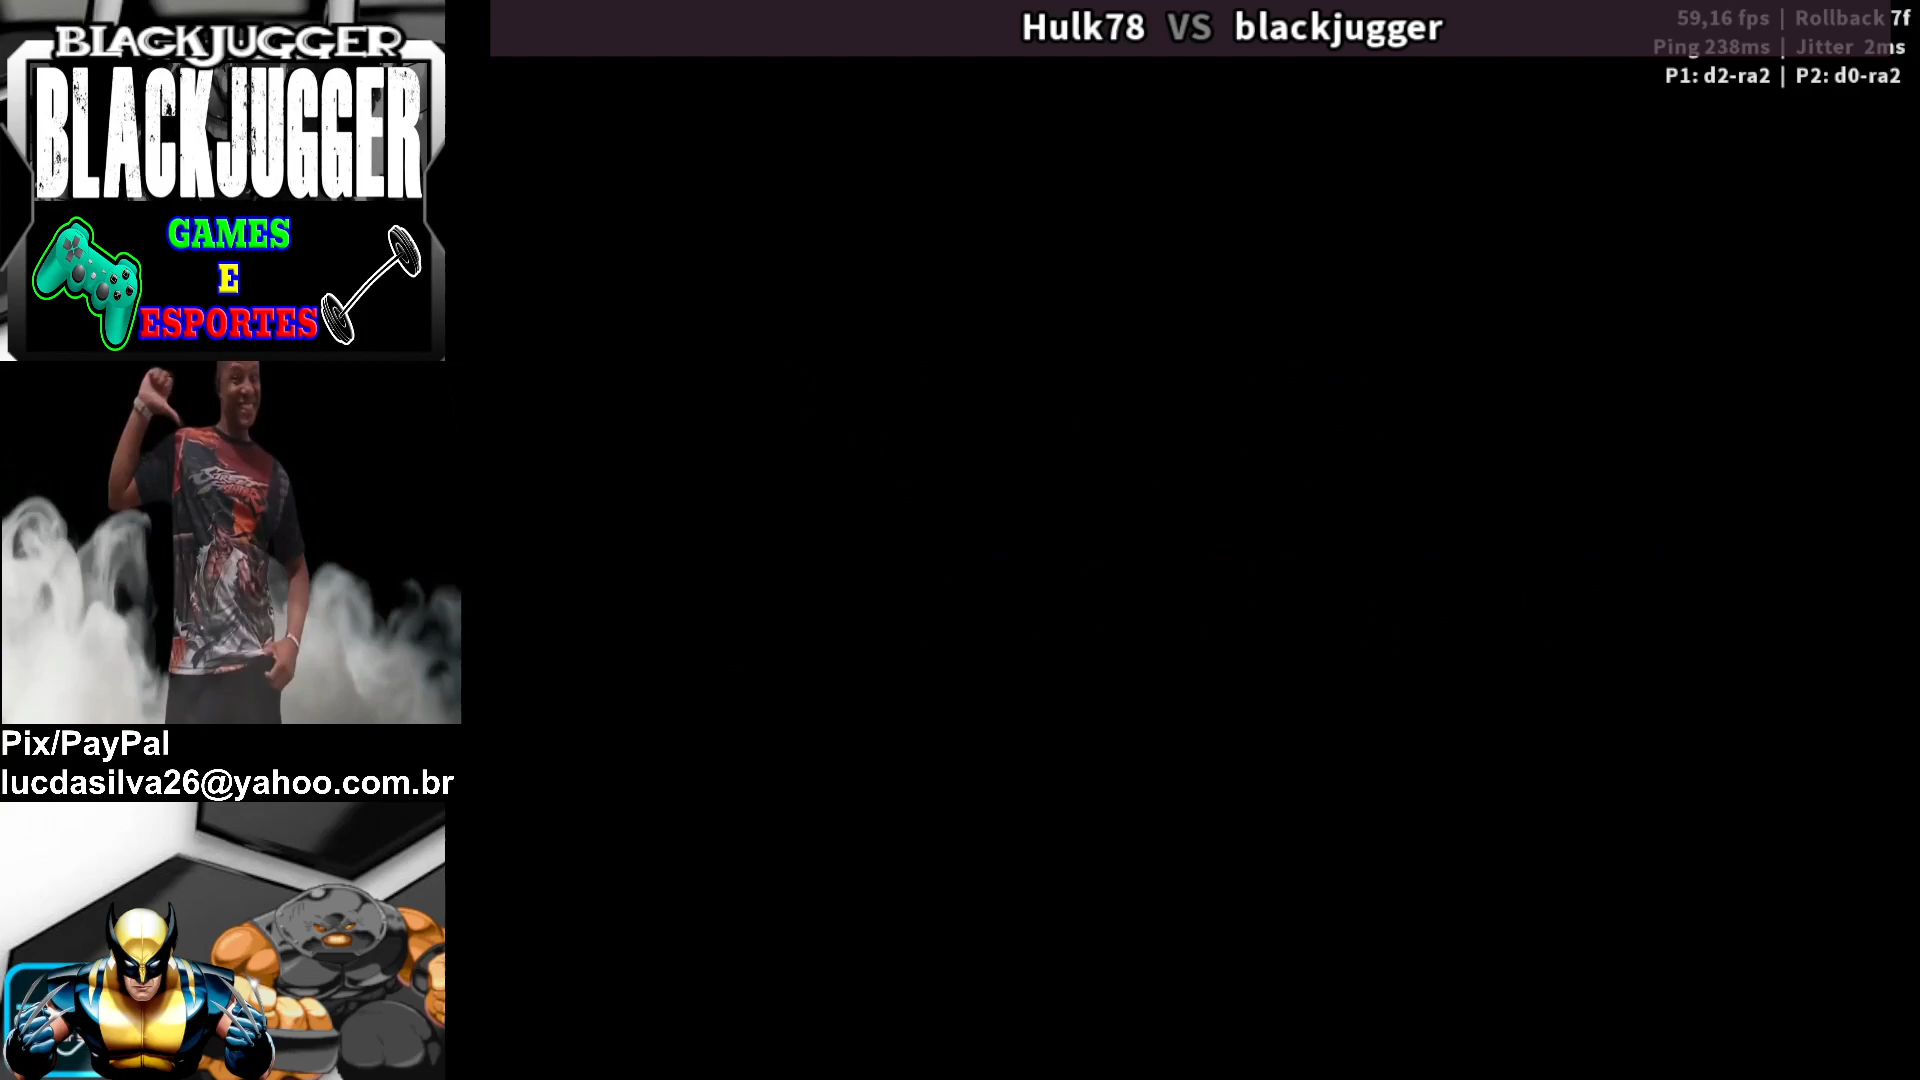 BLACKJUGGER
BLACKJUGGER
GAMES
E
ESPORTES
Pix/PayPal
lucdasilva26@yahoo.com.br
Hulk78 VS blackjugger
59,16 fps | Rollback 7f
Ping 238ms | Jitter 2ms
P1: d2-ra2 | P2: d0-ra2